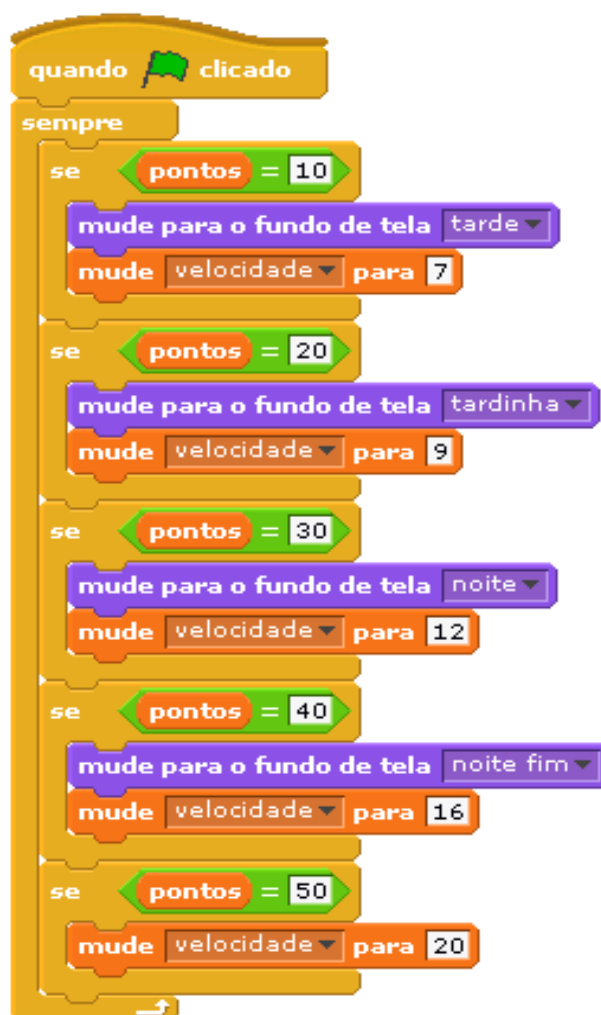 quando clicado
sempre
se pontos = 10
mude para o fundo de tela tarde
mude velocidade para 7
se pontos = 20
mude para o fundo de tela tardinha
mude velocidade para 9
se pontos = 30
mude para o fundo de tela noite
mude velocidade para 12
se pontos = 40
mude para o fundo de tela noite fim
mude velocidade para 16
se pontos = 50
mude velocidade para 20